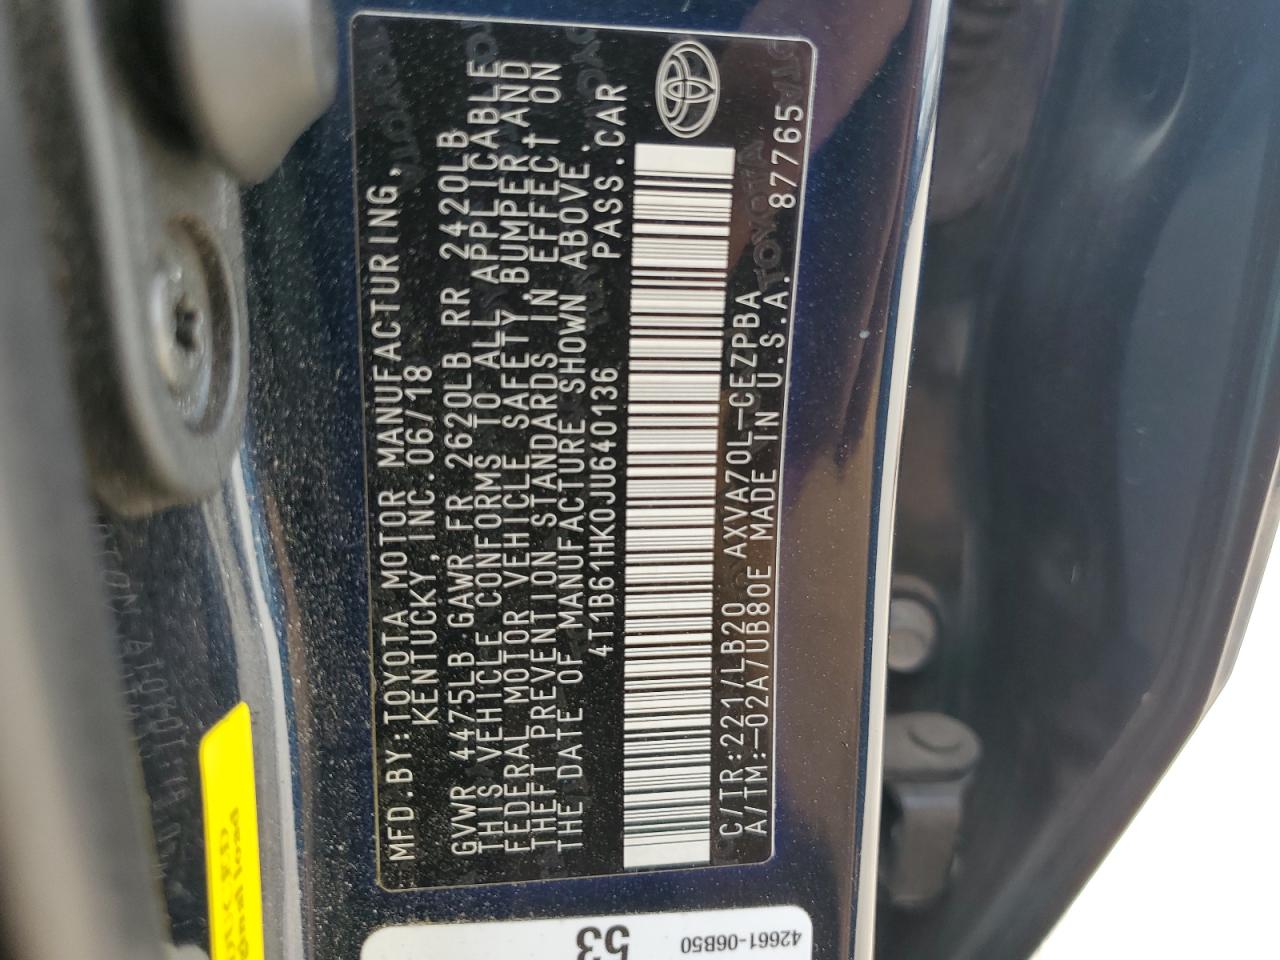 MFD.BY:TOYOTA MOTOR MANUFACTURING,
KENTUCKY,INC.06/18
GVWR 4475LB GAWR FR 2620LB RR 2420LB
THIS VEHICLE CONFORMS TO ALL APPLICABLE
FEDERAL MOTOR VEHICLE SAFETY,BUMPER,AND
THEFT PREVENTION STANDARDS IN EFFECT ON
THE DATE OF MANUFACTURE SHOWN ABOVE.
4T1B61HK0JU640136 PASS.CAR
C/TR:221/LB20 AXVA70L-CEZPBA
A/TM:-02A/UB80E MADE IN U.S.A. 87765
TOYOTA
53
42661-06B50